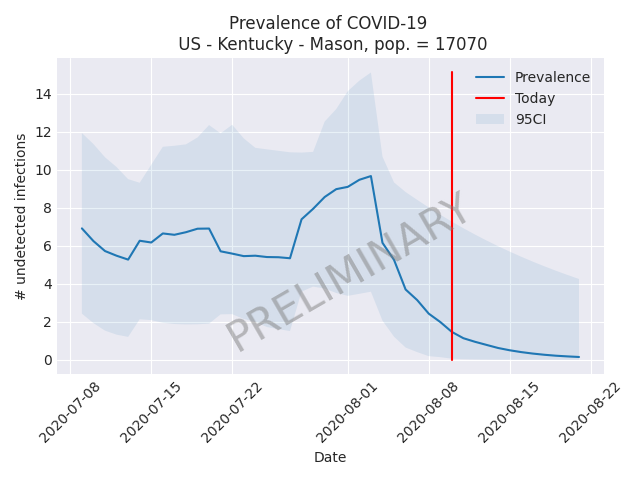 Prevalence of COVID-19
US - Kentucky - Mason, pop. = 17070
Prevalence
Today
95CI
14
12
10
8
6
4
2
0
# undetected infections
PRELIMINARY
2020-07-08
2020-07-15
2020-07-22
2020-08-01
2020-08-08
2020-08-15
2020-08-22
Date